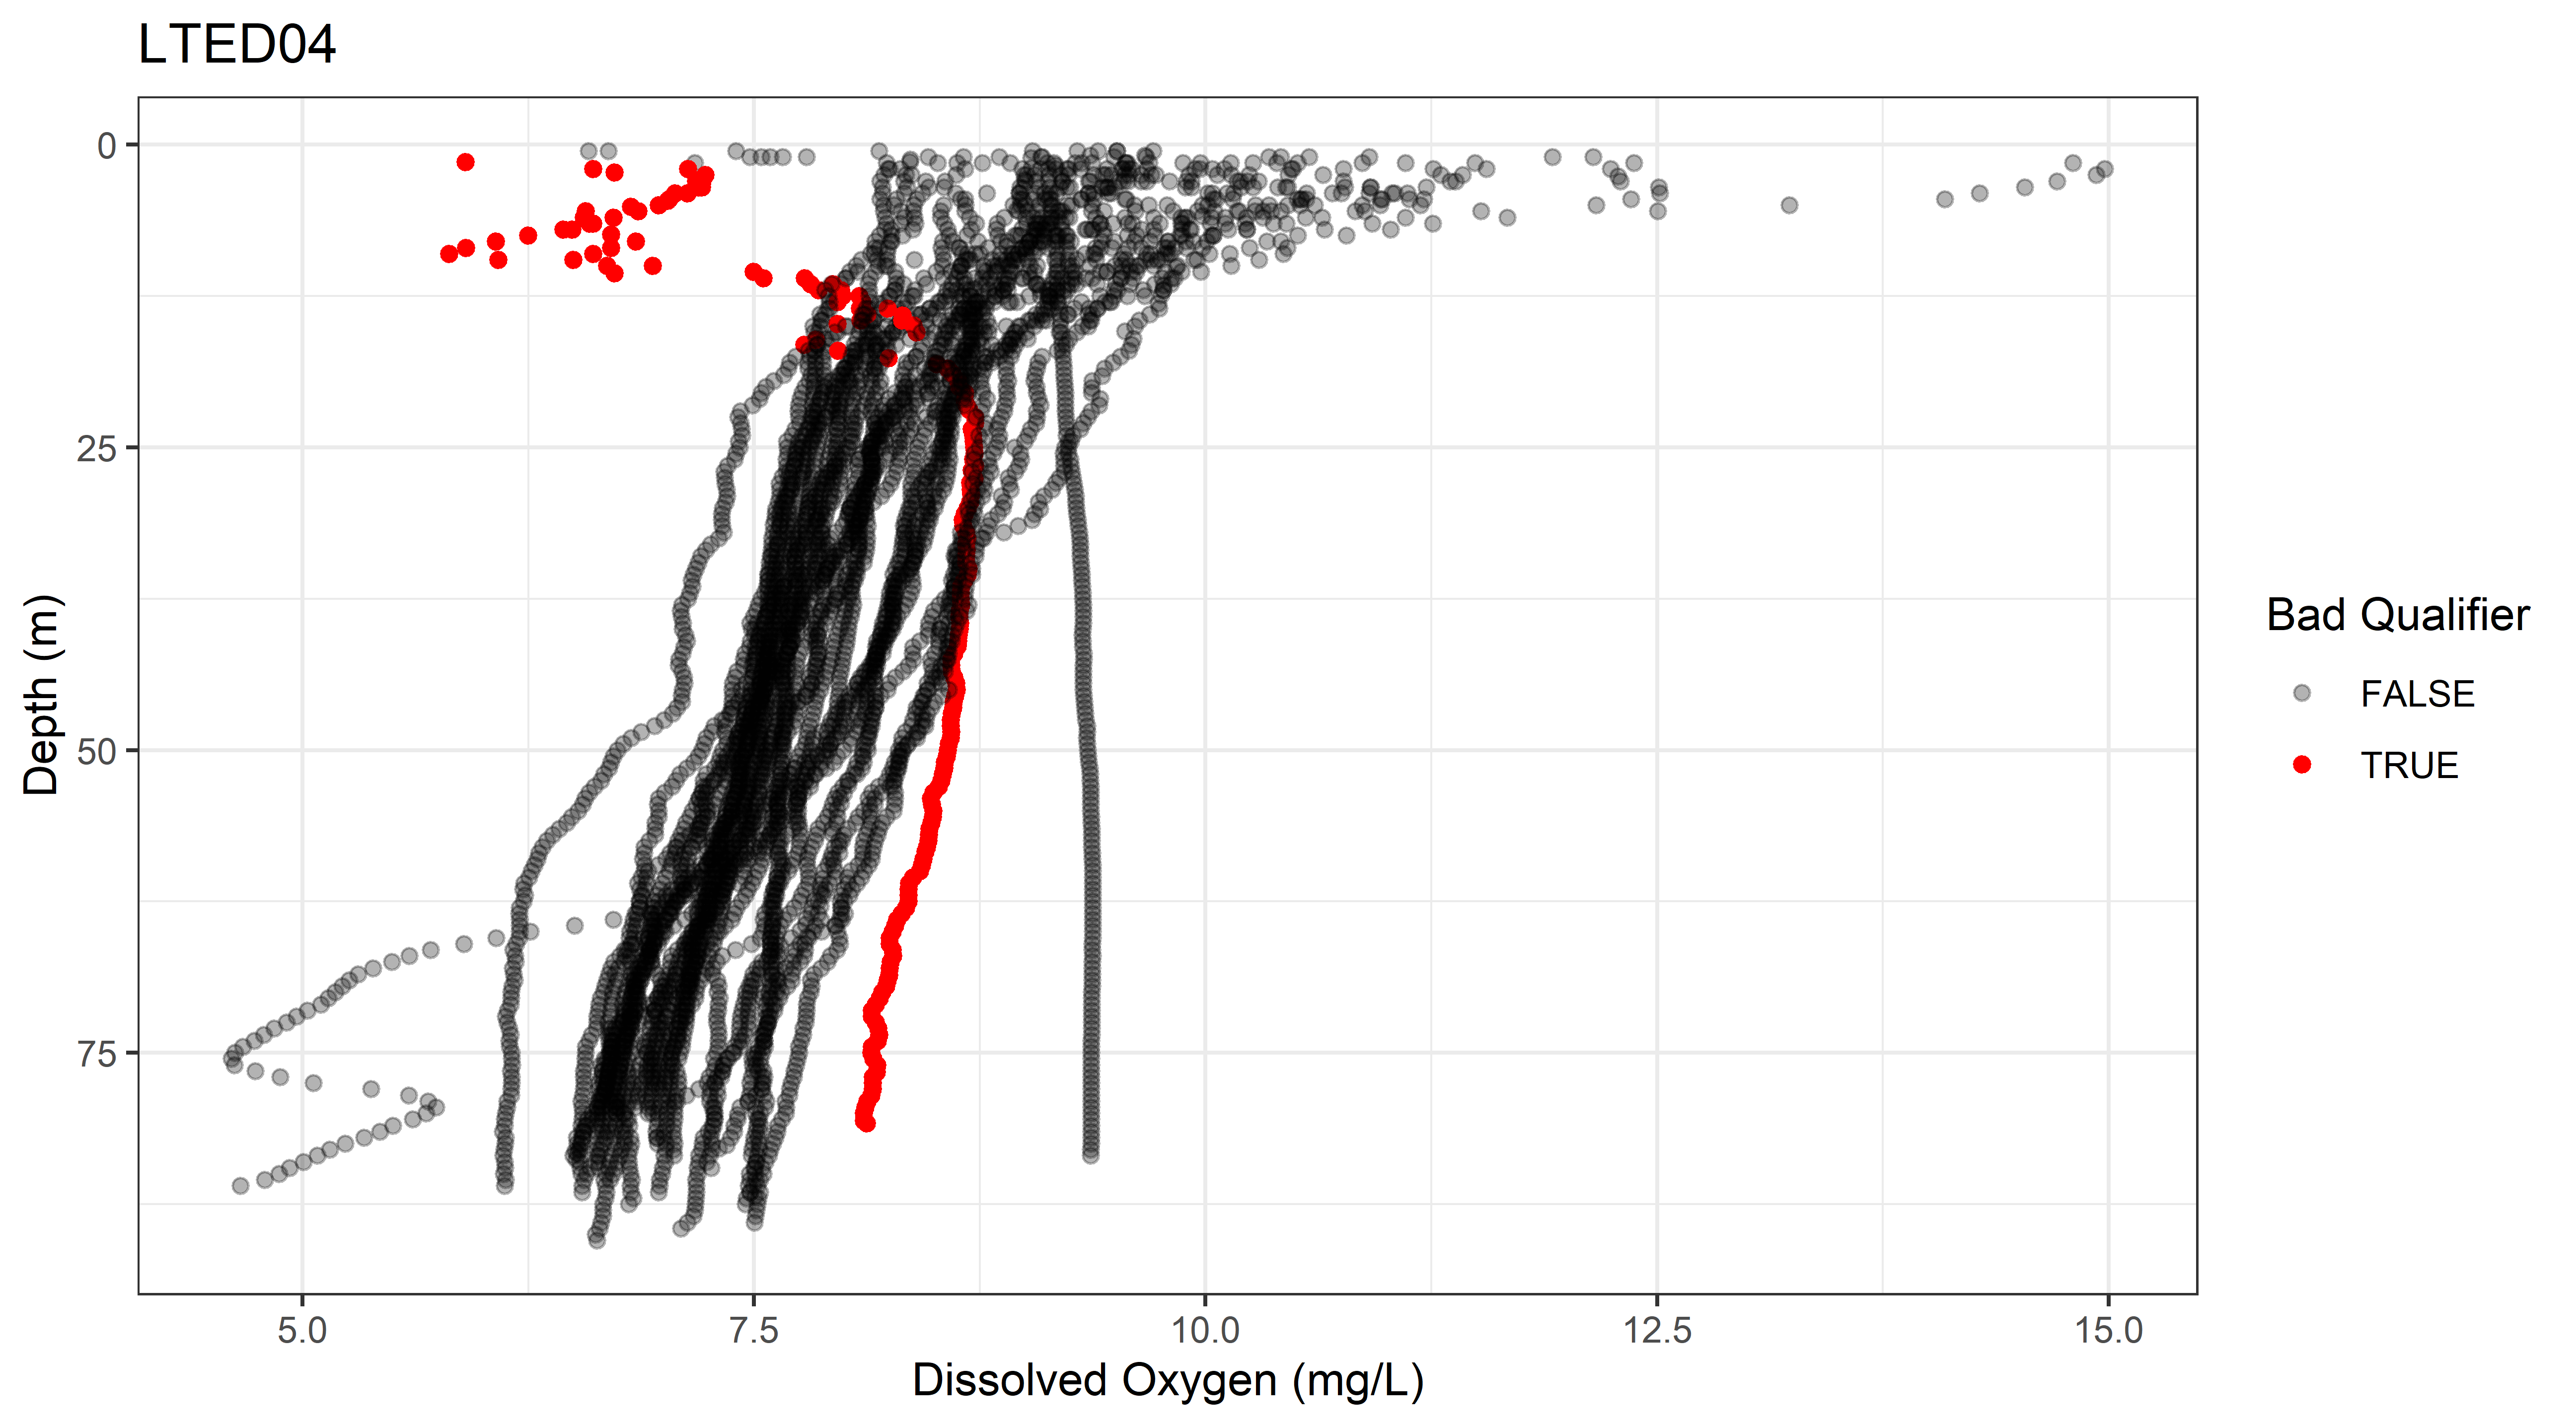 LTED04
0
25
50
75
Depth (m)
5.0
7.5
10.0
12.5
15.0
Dissolved Oxygen (mg/L)
Bad Qualifier
FALSE
TRUE